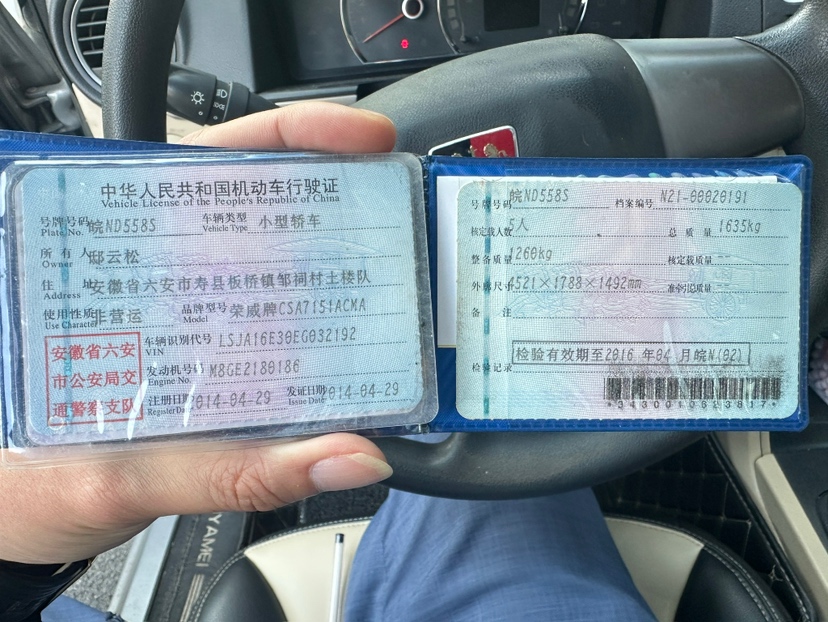 中华人民共和国机动车行驶证
Vehicle License of the People's Republic of China
号牌号码 皖ND558S 车辆类型 小型轿车
Plate No. Vehicle Type
所有人 邸云松
Owner
住址 安徽省六安市寿县板桥镇邹祠村土楼队
Address
使用性质 非营运 品牌型号 荣威牌CSA7151ACMA
Use Character Model
车辆识别代号 LSJA16E30EG032192
VIN
发动机号码 M8GE2180186
Engine No.
注册日期 2014-04-29 发证日期 2014-04-29
Register Date Issue Date
安徽省六安
市公安局交
通警察支队
号牌号码 皖ND558S 档案编号 N21-00020191
核定载人数 5人 总质量 1635kg
整备质量 1260kg 核定载质量 --
外廓尺寸 4521×1788×1492mm 准牵引总质量 --
备注
检验有效期至2016年04月皖N(02)
检验记录
*3430010623817*
YAMEI